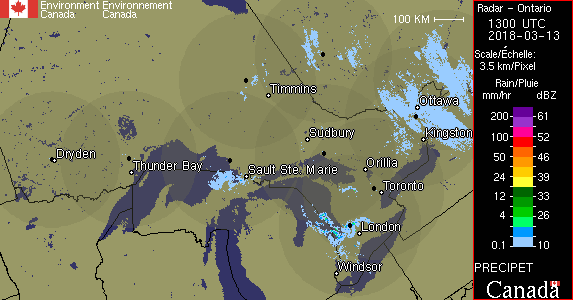 Environment Environnement
Canada Canada
100 KM
Timmins
Ottawa
Sudbury
Kingston
Dryden
Thunder Bay
Sault Ste. Marie
Orillia
Toronto
London
Windsor
Radar - Ontario
1300 UTC
2018-03-13
Scale/Échelle:
3.5 km/Pixel
Rain/Pluie
mm/hr dBZ
200 61
100 52
50 46
24 39
12 33
4 26
0.1 10
PRECIPET
Canada